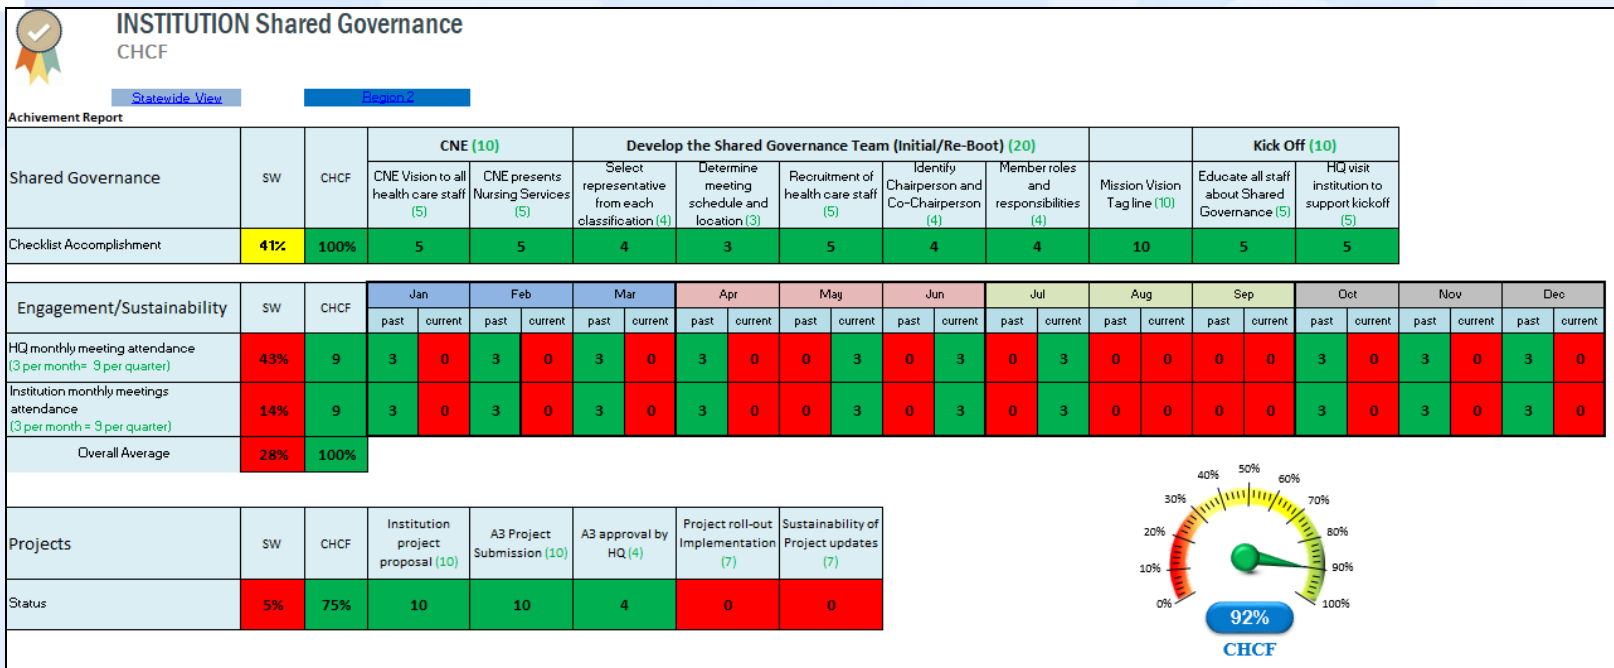 INSTITUTION Shared Governance
CHCF
Statewide View
Region 2
Achivement Report
Shared Governance
SW
CHCF
CNE (10)
Develop the Shared Governance Team (Initial/Re-Boot) (20)
Kick Off (10)
CNE Vision to all
health care staff
(5)
CNE presents
Nursing Services
(5)
Select
representative
from each
classification (4)
Determine
meeting
schedule and
location (3)
Recruitment of
health care staff
(5)
Identify
Chairperson and
Co-Chairperson
(4)
Member roles
and
responsibilities
(4)
Mission Vision
Tag line (10)
Educate all staff
about Shared
Governance (5)
HQ visit
institution to
support kickoff
(5)
Checklist Accomplishment 41% 100% 5 5 4 3 5 4 4 10 5 5
Engagement/Sustainability
SW
CHCF
Jan Feb Mar Apr May Jun Jul Aug Sep Oct Nov Dec
past current past current past current past current past current past current past current past current past current past current past current past current
HQ monthly meeting attendance
(3 per month= 9 per quarter)
43% 9 3 0 3 0 3 0 3 0 0 3 0 3 0 3 0 0 0 0 3 0 3 0 3 0
Institution monthly meetings
attendance
(3 per month = 9 per quarter)
14% 9 3 0 3 0 3 0 3 0 0 3 0 3 0 3 0 0 0 0 3 0 3 0 3 0
Overall Average 28% 100%
Projects
SW
CHCF
Institution
project
proposal (10)
A3 Project
Submission (10)
A3 approval by
HQ (4)
Project roll-out
Implementation
(7)
Sustainability of
Project updates
(7)
Status 5% 75% 10 10 4 0 0
0%
10%
20%
30%
40%
50%
60%
70%
80%
90%
100%
92%
CHCF